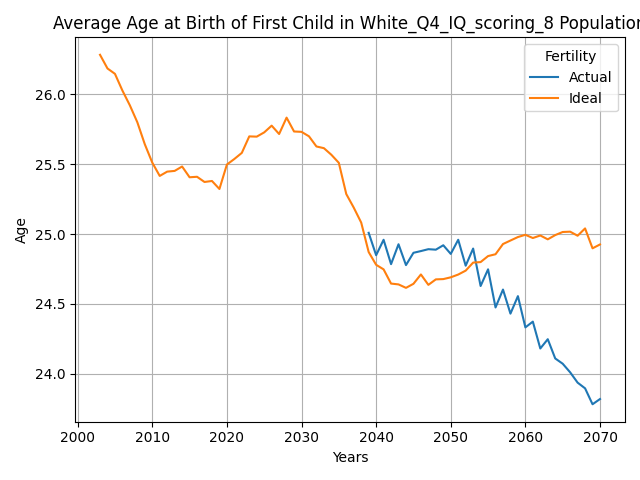 Average Age at Birth of First Child in White_Q4_IQ_scoring_8 Population
Fertility
Actual
Ideal
Age
26.0
25.5
25.0
24.5
24.0
2000 2010 2020 2030 2040 2050 2060 2070
Years